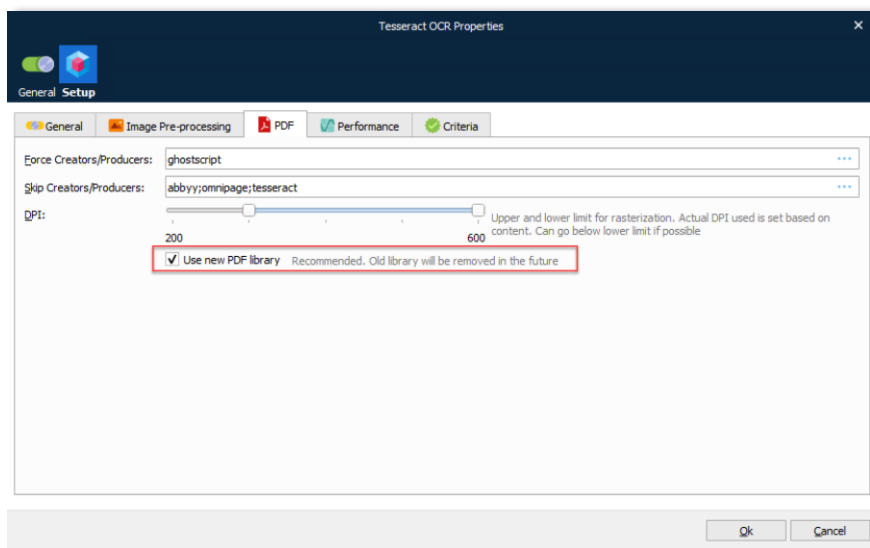 Tesseract OCR Properties
General Setup
General Image Pre-processing PDF Performance Criteria
Force Creators/Producers: ghostscript ...
Skip Creators/Producers: abbyy;omnipage;tesseract ...
DPI: Upper and lower limit for rasterization. Actual DPI used is set based on
200 600 content. Can go below lower limit if possible
Use new PDF library Recommended. Old library will be removed in the future
Ok Cancel